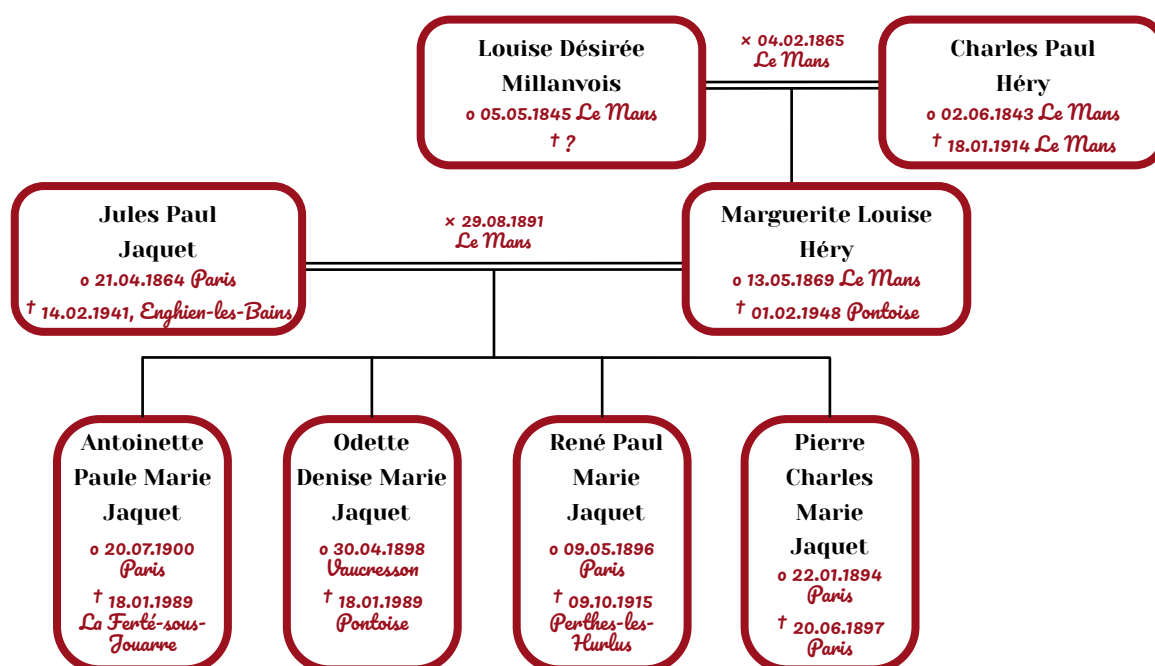 Louise Désirée
Millanvois
o 05.05.1845 Le Mans
† ?
× 04.02.1865
Le Mans
Charles Paul
Héry
o 02.06.1843 Le Mans
† 18.01.1914 Le Mans
Jules Paul
Jaquet
o 21.04.1864 Paris
† 14.02.1941, Enghien-les-Bains
× 29.08.1891
Le Mans
Marguerite Louise
Héry
o 13.05.1869 Le Mans
† 01.02.1948 Pontoise
Antoinette
Paule Marie
Jaquet
o 20.07.1900
Paris
† 18.01.1989
La Ferté-sous-
Jouarre
Odette
Denise Marie
Jaquet
o 30.04.1898
Vaucresson
† 18.01.1989
Pontoise
René Paul
Marie
Jaquet
o 09.05.1896
Paris
† 09.10.1915
Perthes-les-
Hurlus
Pierre
Charles
Marie
Jaquet
o 22.01.1894
Paris
† 20.06.1897
Paris